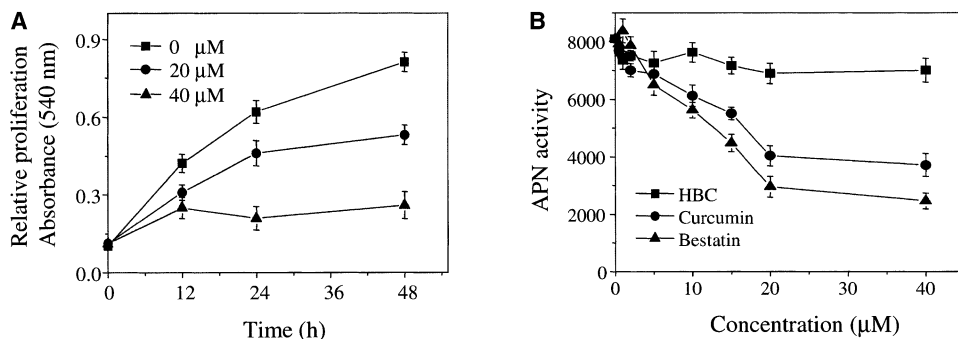 A
0.9
0.6
0.3
0.0
Relative proliferation
Absorbance (540 nm)
0 µM
20 µM
40 µM
0
12
24
36
48
Time (h)
B
8000
6000
4000
2000
0
APN activity
HBC
Curcumin
Bestatin
0
10
20
30
40
Concentration (µM)